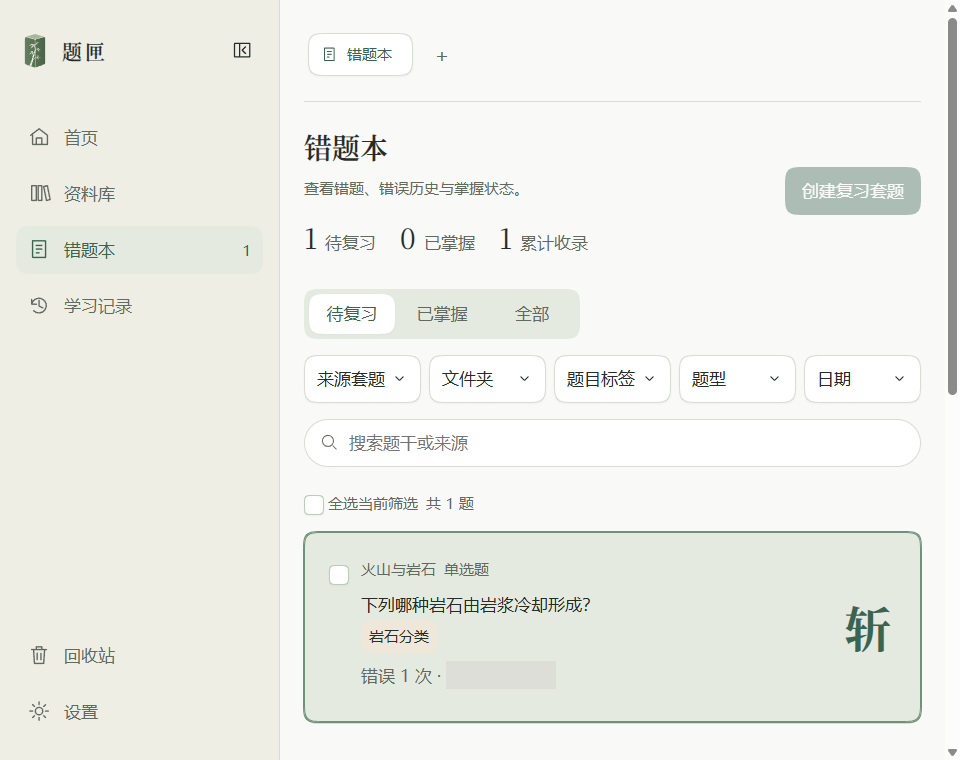 题匣
首页
资料库
错题本 1
学习记录
回收站
设置
错题本 +
错题本
查看错题、错误历史与掌握状态。
创建复习套题
1 待复习 0 已掌握 1 累计收录
待复习 已掌握 全部
来源套题 文件夹 题目标签 题型 日期
搜索题干或来源
全选当前筛选 共 1 题
火山与岩石 单选题
下列哪种岩石由岩浆冷却形成?
岩石分类
错误 1 次 ·
斩